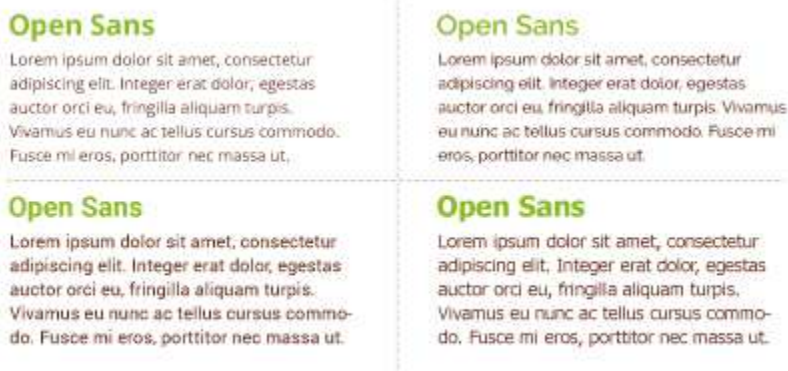 Open Sans
Lorem ipsum dolor sit amet, consectetur
adipiscing elit. Integer erat dolor, egestas
auctor orci eu, fringilla aliquam turpis.
Vivamus eu nunc ac tellus cursus commodo.
Fusce mi eros, porttitor nec massa ut.
Open Sans
Lorem ipsum dolor sit amet, consectetur
adipiscing elit. Integer erat dolor, egestas
auctor orci eu, fringilla aliquam turpis. Vivamus
eu nunc ac tellus cursus commodo. Fusce mi
eros, porttitor nec massa ut.
Open Sans
Lorem ipsum dolor sit amet, consectetur
adipiscing elit. Integer erat dolor, egestas
auctor orci eu, fringilla aliquam turpis.
Vivamus eu nunc ac tellus cursus commo-
do. Fusce mi eros, porttitor nec massa ut.
Open Sans
Lorem ipsum dolor sit amet, consectetur
adipiscing elit. Integer erat dolor, egestas
auctor orci eu, fringilla aliquam turpis.
Vivamus eu nunc ac tellus cursus commo-
do. Fusce mi eros, porttitor nec massa ut.